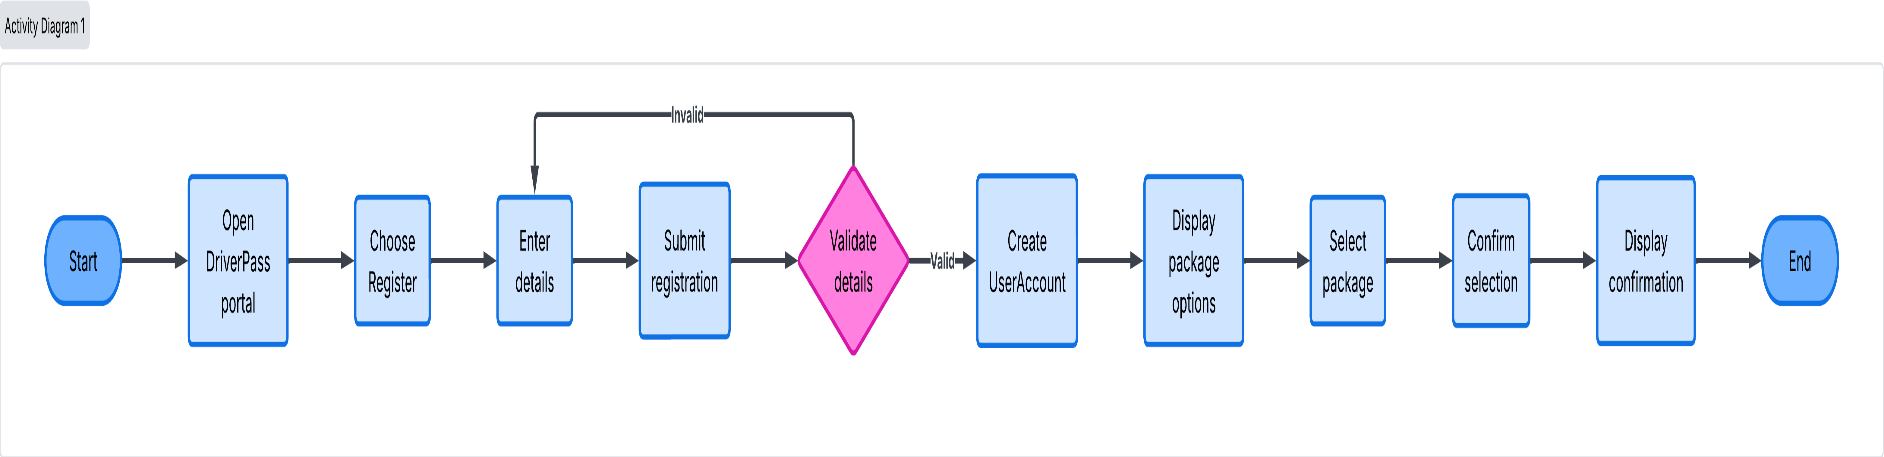 Activity Diagram 1
Invalid
Start
Open
DriverPass
portal
Choose
Register
Enter
details
Submit
registration
Validate
details
Valid
Create
UserAccount
Display
package
options
Select
package
Confirm
selection
Display
confirmation
End